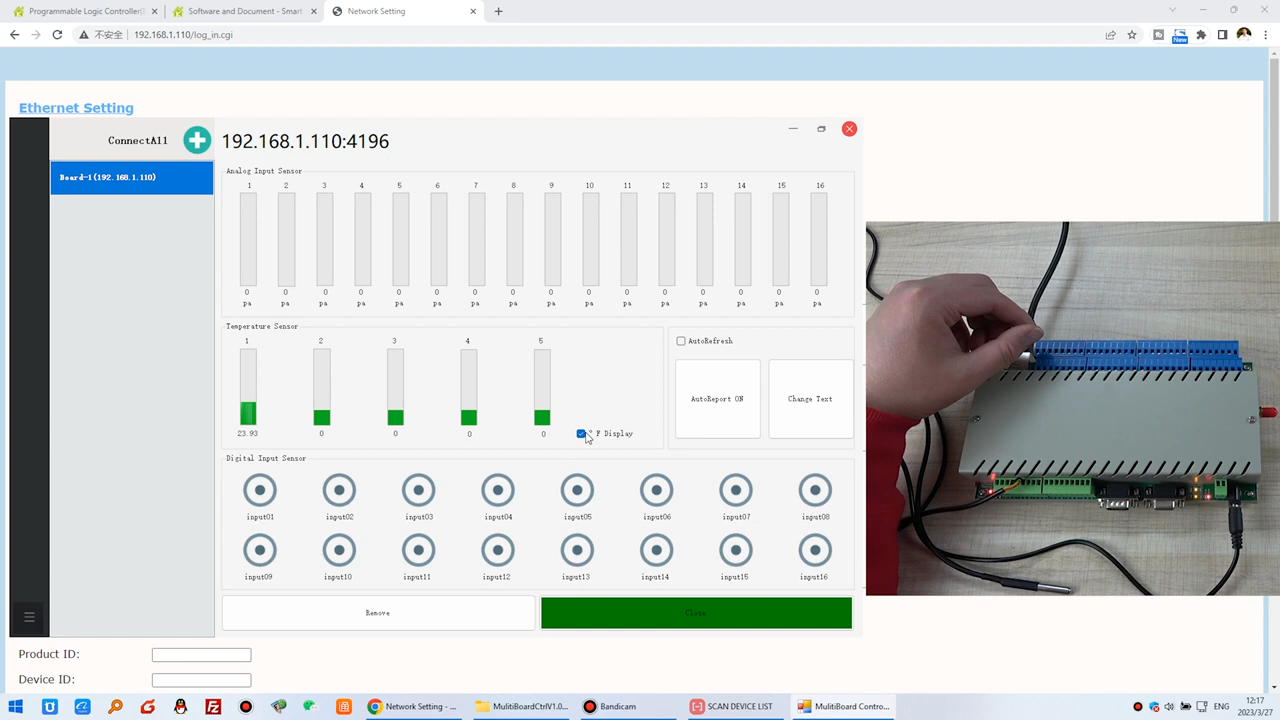 Programmable Logic Controller(
Software and Document - Smart
Network Setting
不安全
192.168.1.110/log_in.cgi
New
Ethernet Setting
ConnectAll
192.168.1.110:4196
Board-1(192.168.1.110)
Analog Input Sensor
1 2 3 4 5 6 7 8 9 10 11 12 13 14 15 16
0 0 0 0 0 0 0 0 0 0 0 0 0 0 0 0
pa pa pa pa pa pa pa pa pa pa pa pa pa pa pa pa
Temperature Sensor
1 2 3 4 5
23.93 0 0 0 0
° F Display
AutoRefresh
AutoReport ON
Change Text
Digital Input Sensor
input01 input02 input03 input04 input05 input06 input07 input08
input09 input10 input11 input12 input13 input14 input15 input16
Remove
Close
Product ID:
Device ID:
Network Setting - ...
MulitiBoardCtrlV1.0...
Bandicam
SCAN DEVICE LIST
MulitiBoard Contro...
ENG
12:17
2023/3/27